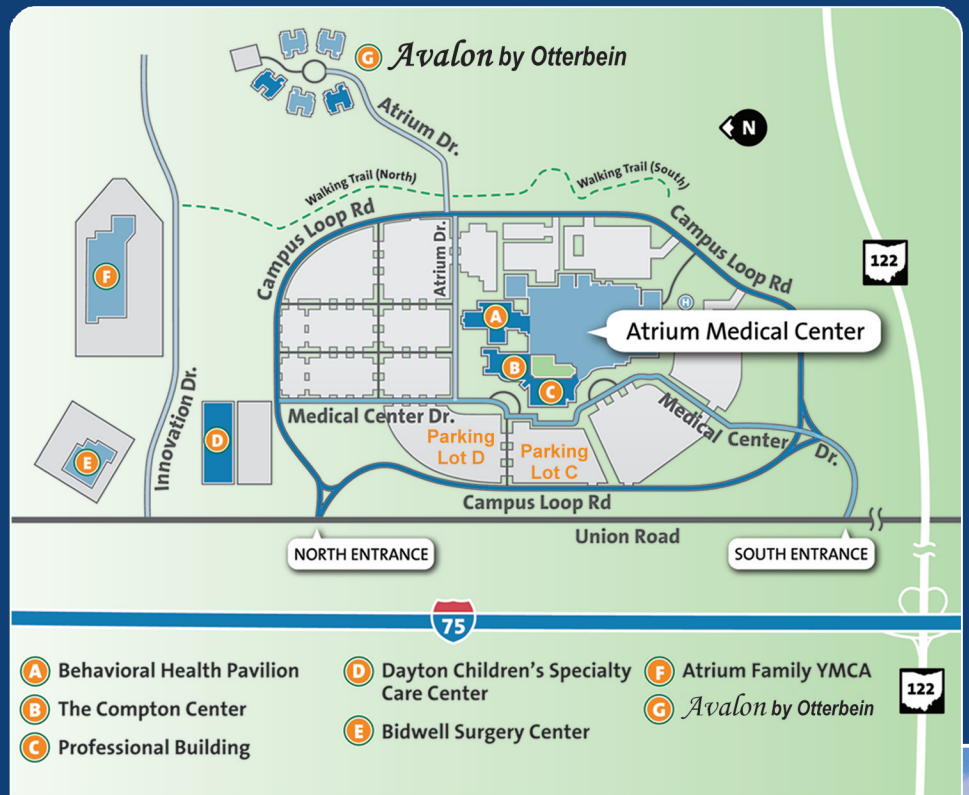 G Avalon by Otterbein
Atrium Dr.
N
Walking Trail (North)
Walking Trail (South)
Campus Loop Rd
Campus Loop Rd
Atrium Dr.
122
F
H
A
Atrium Medical Center
B
C
Innovation Dr.
Medical Center Dr.
Medical Center Dr.
D
Parking
Lot D
Parking
Lot C
E
Campus Loop Rd
Union Road
NORTH ENTRANCE
SOUTH ENTRANCE
75
A Behavioral Health Pavilion
B The Compton Center
C Professional Building
D Dayton Children's Specialty
Care Center
E Bidwell Surgery Center
F Atrium Family YMCA
G Avalon by Otterbein
122